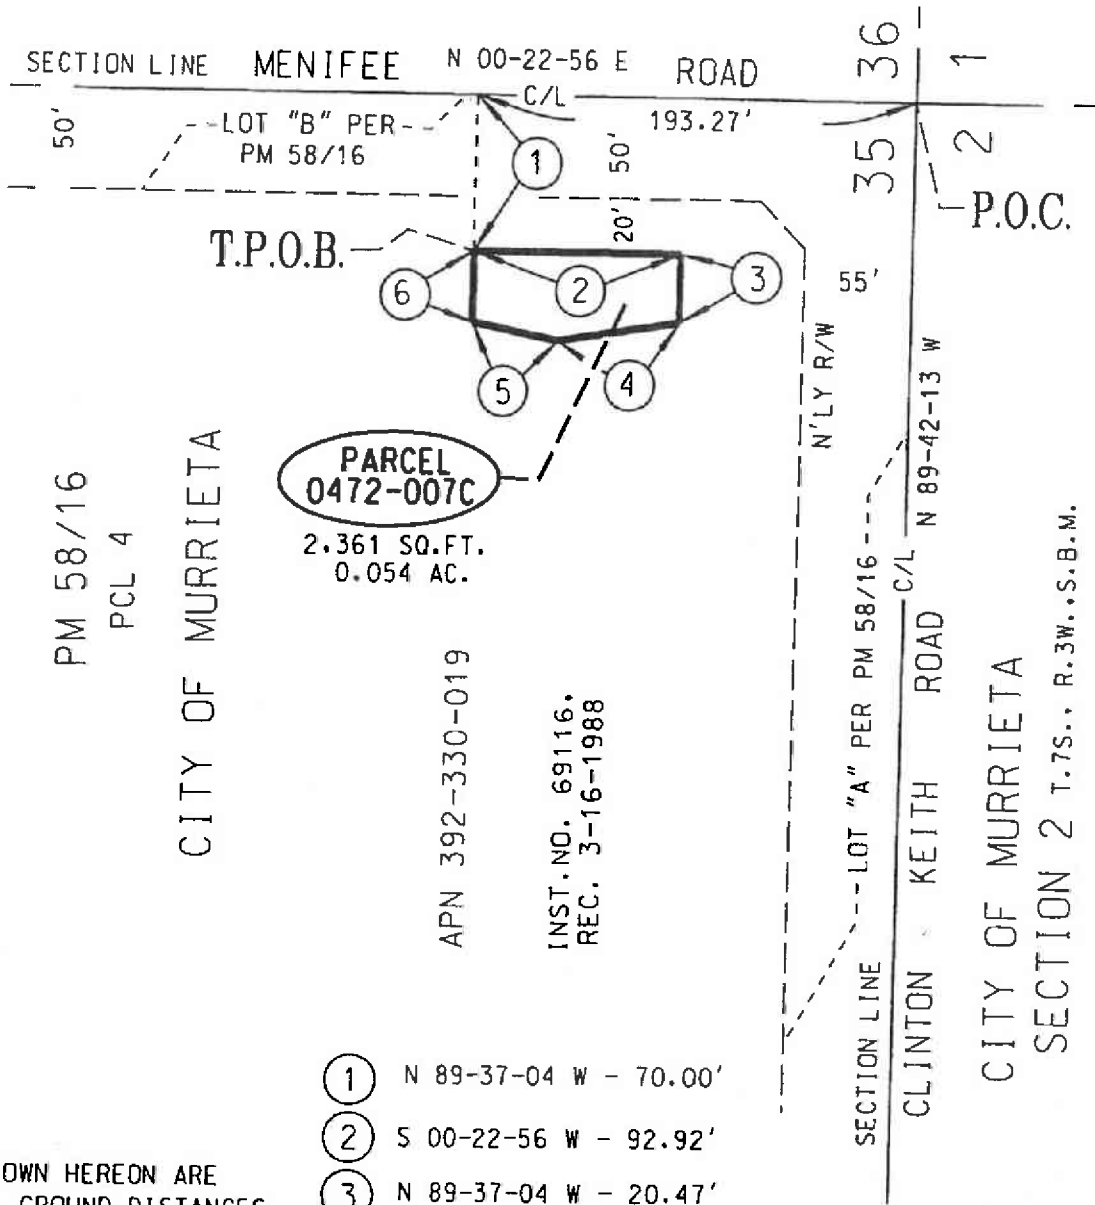 SECTION LINE MENIFEE N 00-22-56 E ROAD
C/L
193.27'
36
1
35
2
50'
LOT "B" PER
PM 58/16
1
50'
20'
P.O.C.
T.P.O.B.
6
2
3
55'
5
4
N'LY R/W
N 89-42-13 W
PARCEL
0472-007C
2.361 SQ.FT.
0.054 AC.
PM 58/16
PCL 4
CITY OF MURRIETA
APN 392-330-019
INST.NO. 69116.
REC. 3-16-1988
LOT "A" PER PM 58/16
C/L
SECTION LINE
CLINTON KEITH ROAD
CITY OF MURRIETA
SECTION 2 T.7S., R.3W.,S.B.M.
1 N 89-37-04 W - 70.00'
2 S 00-22-56 W - 92.92'
3 N 89-37-04 W - 20.47'
OWN HEREON ARE
GROUND DISTANCES